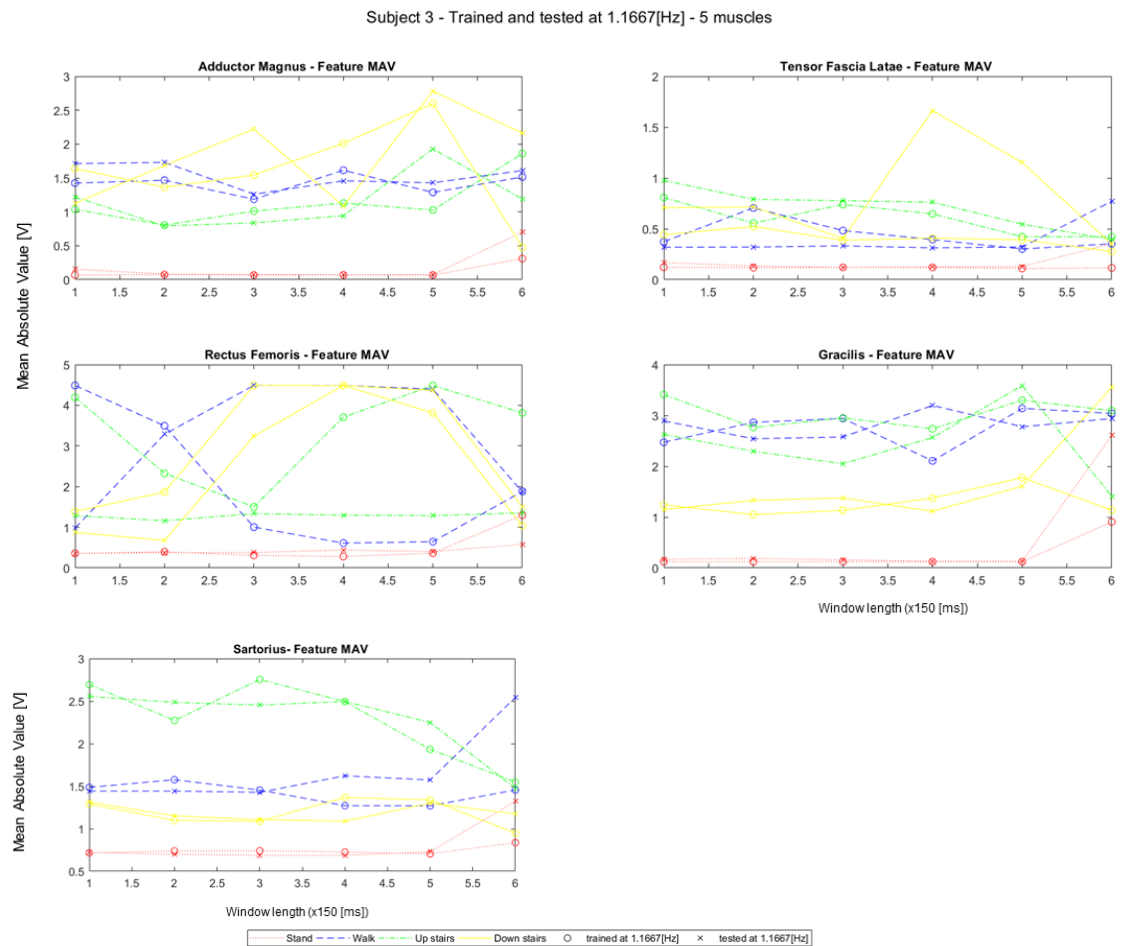 Subject 3 - Trained and tested at 1.1667[Hz] - 5 muscles
Adductor Magnus - Feature MAV
3
2.5
2
1.5
1
0.5
0
1 1.5 2 2.5 3 3.5 4 4.5 5 5.5 6
Tensor Fascia Latae - Feature MAV
2
1.5
1
0.5
0
1 1.5 2 2.5 3 3.5 4 4.5 5 5.5 6
Mean Absolute Value [V]
Rectus Femoris - Feature MAV
5
4
3
2
1
0
1 1.5 2 2.5 3 3.5 4 4.5 5 5.5 6
Gracilis - Feature MAV
4
3
2
1
0
1 1.5 2 2.5 3 3.5 4 4.5 5 5.5 6
Window length (x150 [ms])
Sartorius- Feature MAV
Mean Absolute Value [V]
3
2.5
2
1.5
1
0.5
1 1.5 2 2.5 3 3.5 4 4.5 5 5.5 6
Window length (x150 [ms])
Stand Walk Up stairs Down stairs trained at 1.1667[Hz] tested at 1.1667[Hz]